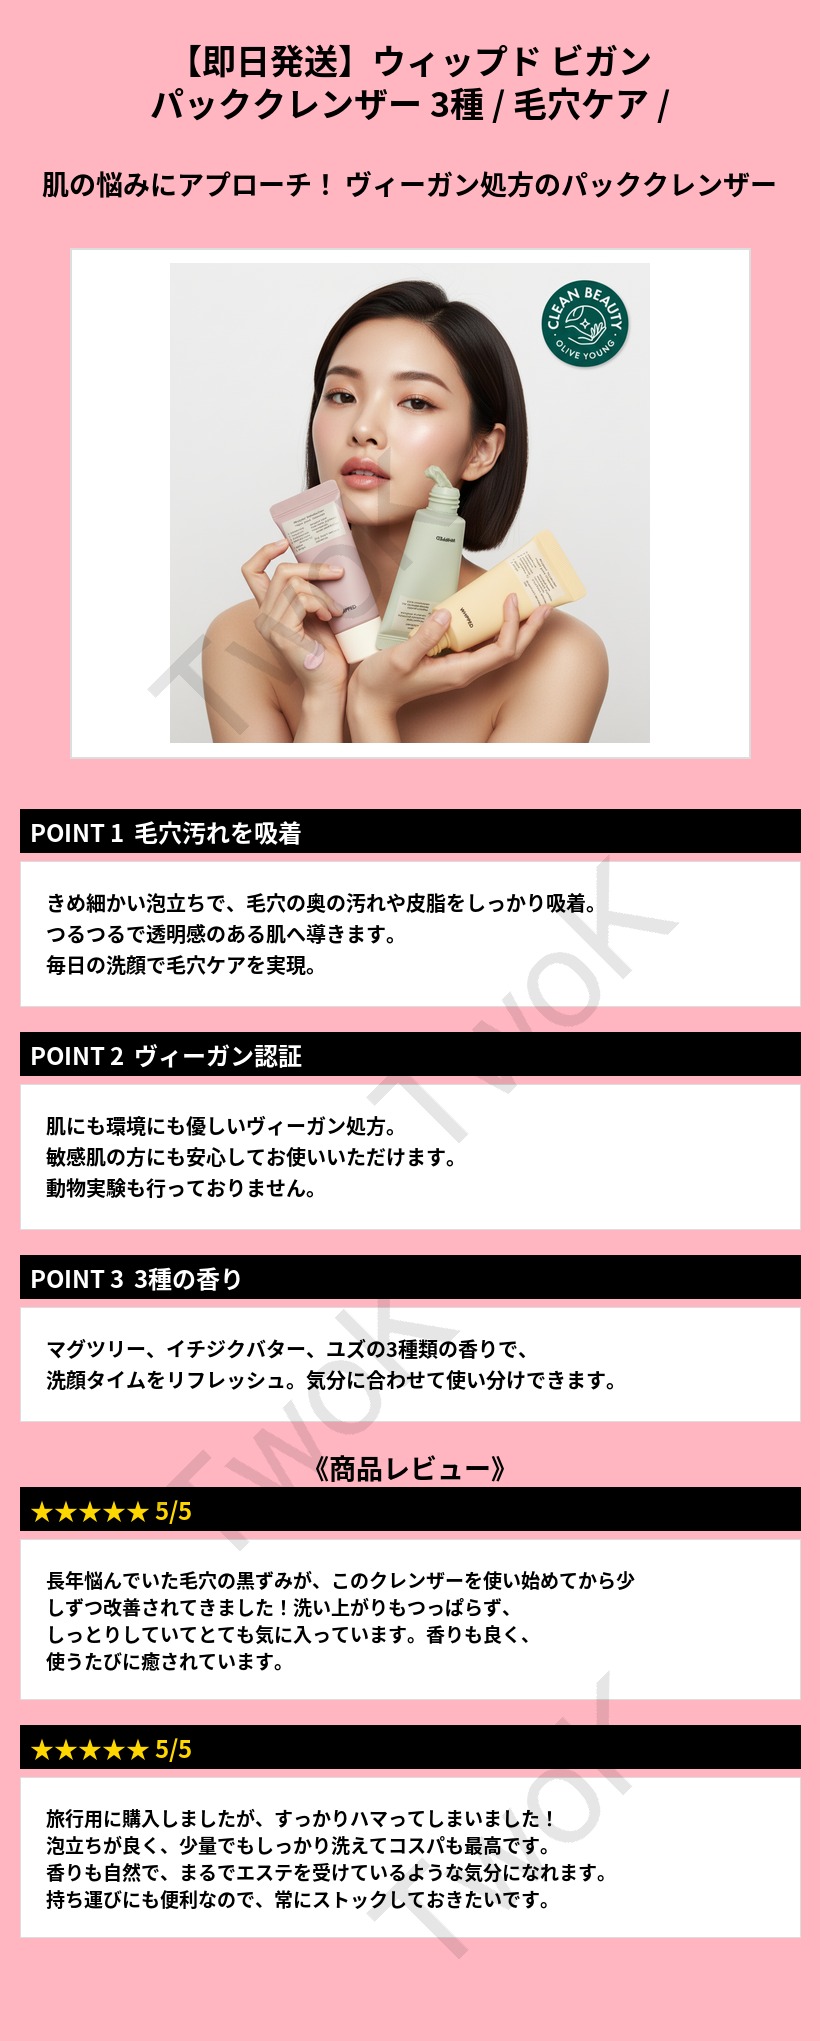 【即日発送】ウィップド ビガン
パッククレンザー 3種 / 毛穴ケア /
肌の悩みにアプローチ！ ヴィーガン処方のパッククレンザー
CLEAN BEAUTY
OLIVE YOUNG
WHIPPED
WHIPPED
TwoK
POINT 1 毛穴汚れを吸着
きめ細かい泡立ちで、毛穴の奥の汚れや皮脂をしっかり吸着。
つるつるで透明感のある肌へ導きます。
毎日の洗顔で毛穴ケアを実現。
TwoK
POINT 2 ヴィーガン認証
肌にも環境にも優しいヴィーガン処方。
敏感肌の方にも安心してお使いいただけます。
動物実験も行っておりません。
POINT 3 3種の香り
マグツリー、イチジクバター、ユズの3種類の香りで、
洗顔タイムをリフレッシュ。気分に合わせて使い分けできます。
TwoK
《商品レビュー》
★★★★★ 5/5
長年悩んでいた毛穴の黒ずみが、このクレンザーを使い始めてから少
しずつ改善されてきました！洗い上がりもつっぱらず、
しっとりしていてとても気に入っています。香りも良く、
使うたびに癒されています。
★★★★★ 5/5
旅行用に購入しましたが、すっかりハマってしまいました！
泡立ちが良く、少量でもしっかり洗えてコスパも最高です。
香りも自然で、まるでエステを受けているような気分になれます。
持ち運びにも便利なので、常にストックしておきたいです。
TwoK